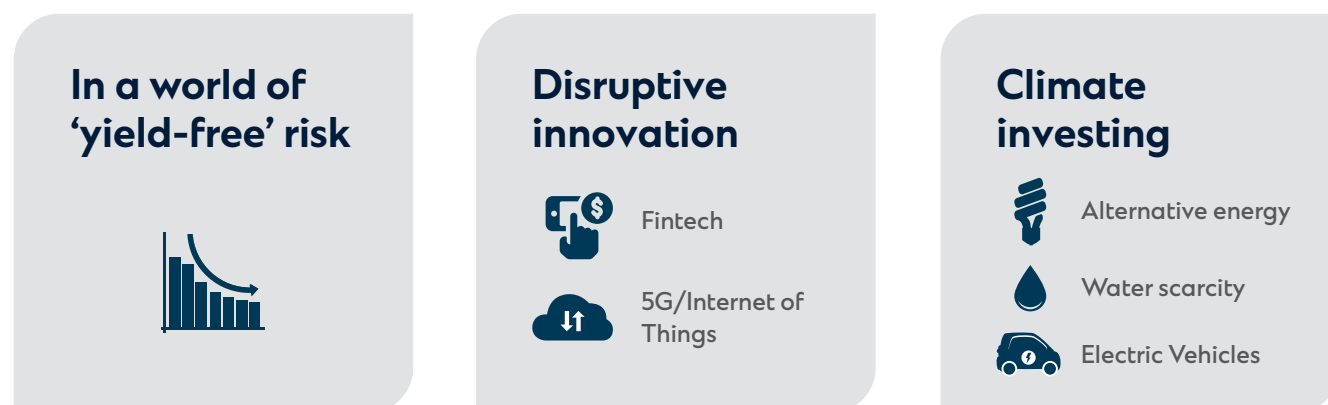 In a world of
‘yield-free’ risk
Disruptive
innovation
$
Fintech
5G/Internet of
Things
Climate
investing
Alternative energy
Water scarcity
Electric Vehicles